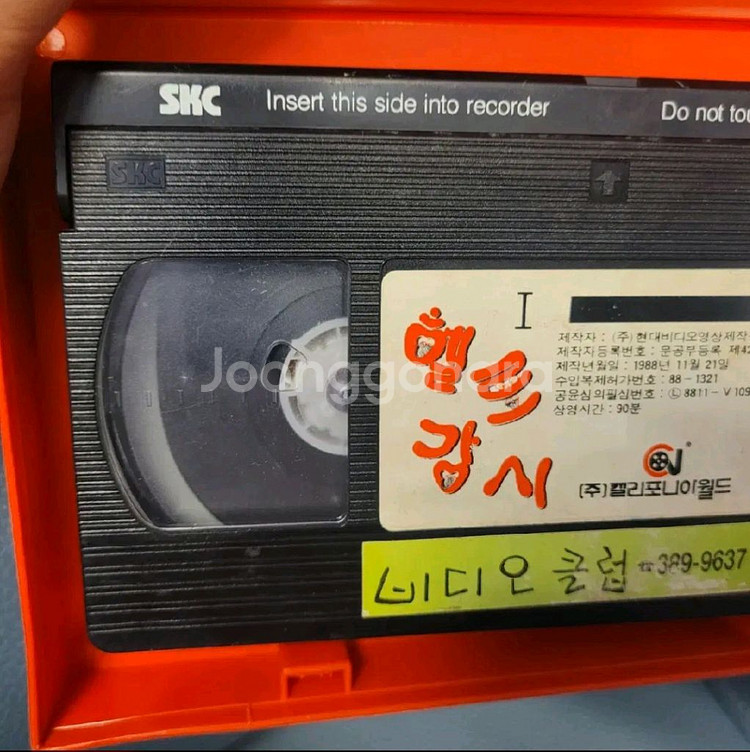 SKC Insert this side into recorder Do not tou
SKC
I
헬프
갑시
제작자 : (주)현대비디오영상제작
제작자등록번호 : 문공부등록 제42
제작년월일 : 1988년 11월 21일
수입복제허가번호 : 88-1321
공윤심의필심번호 : Ⓛ8811-V109
상영시간 : 90분
(주)캘리포니아월드
비디오 클럽 ☎389-9637
Joonggonara